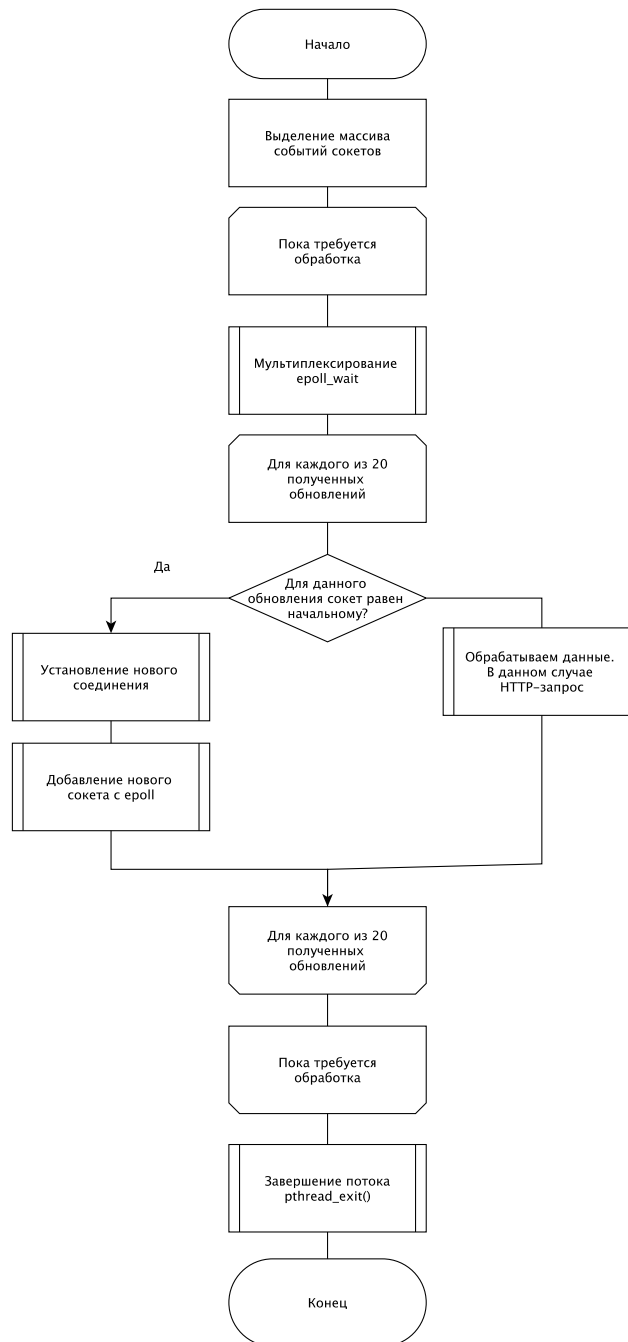 Начало
Выделение массива
событий сокетов
Пока требуется
обработка
Мультиплексирование
epoll_wait
Для каждого из 20
полученных
обновлений
Да
Для данного
обновления сокет равен
начальному?
Установление нового
соединения
Обрабатываем данные.
В данном случае
HTTP-запрос
Добавление нового
сокета с epoll
Для каждого из 20
полученных
обновлений
Пока требуется
обработка
Завершение потока
pthread_exit()
Конец